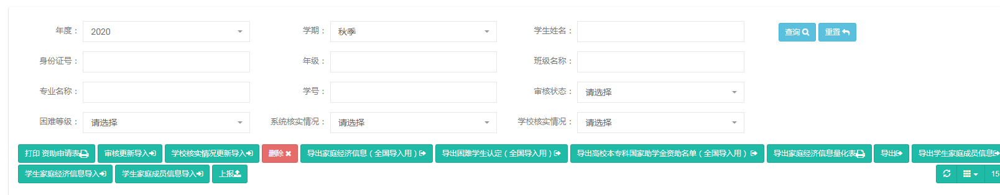 年度： 2020 学期： 秋季 学生姓名： 查询 重置
身份证号： 年级： 班级名称：
专业名称： 学号： 审核状态： 请选择
困难等级： 请选择 系统核实情况： 请选择 学校核实情况： 请选择
打印 资助申请表 审核更新导入 学校核实情况更新导入 删除 导出家庭经济信息（全国导入用） 导出困难学生认定（全国导入用） 导出高校本专科国家助学金资助名单（全国导入用） 导出家庭经济信息量化表 导出 导出学生家庭成员信息
学生家庭经济信息导入 学生家庭成员信息导入 上报 15